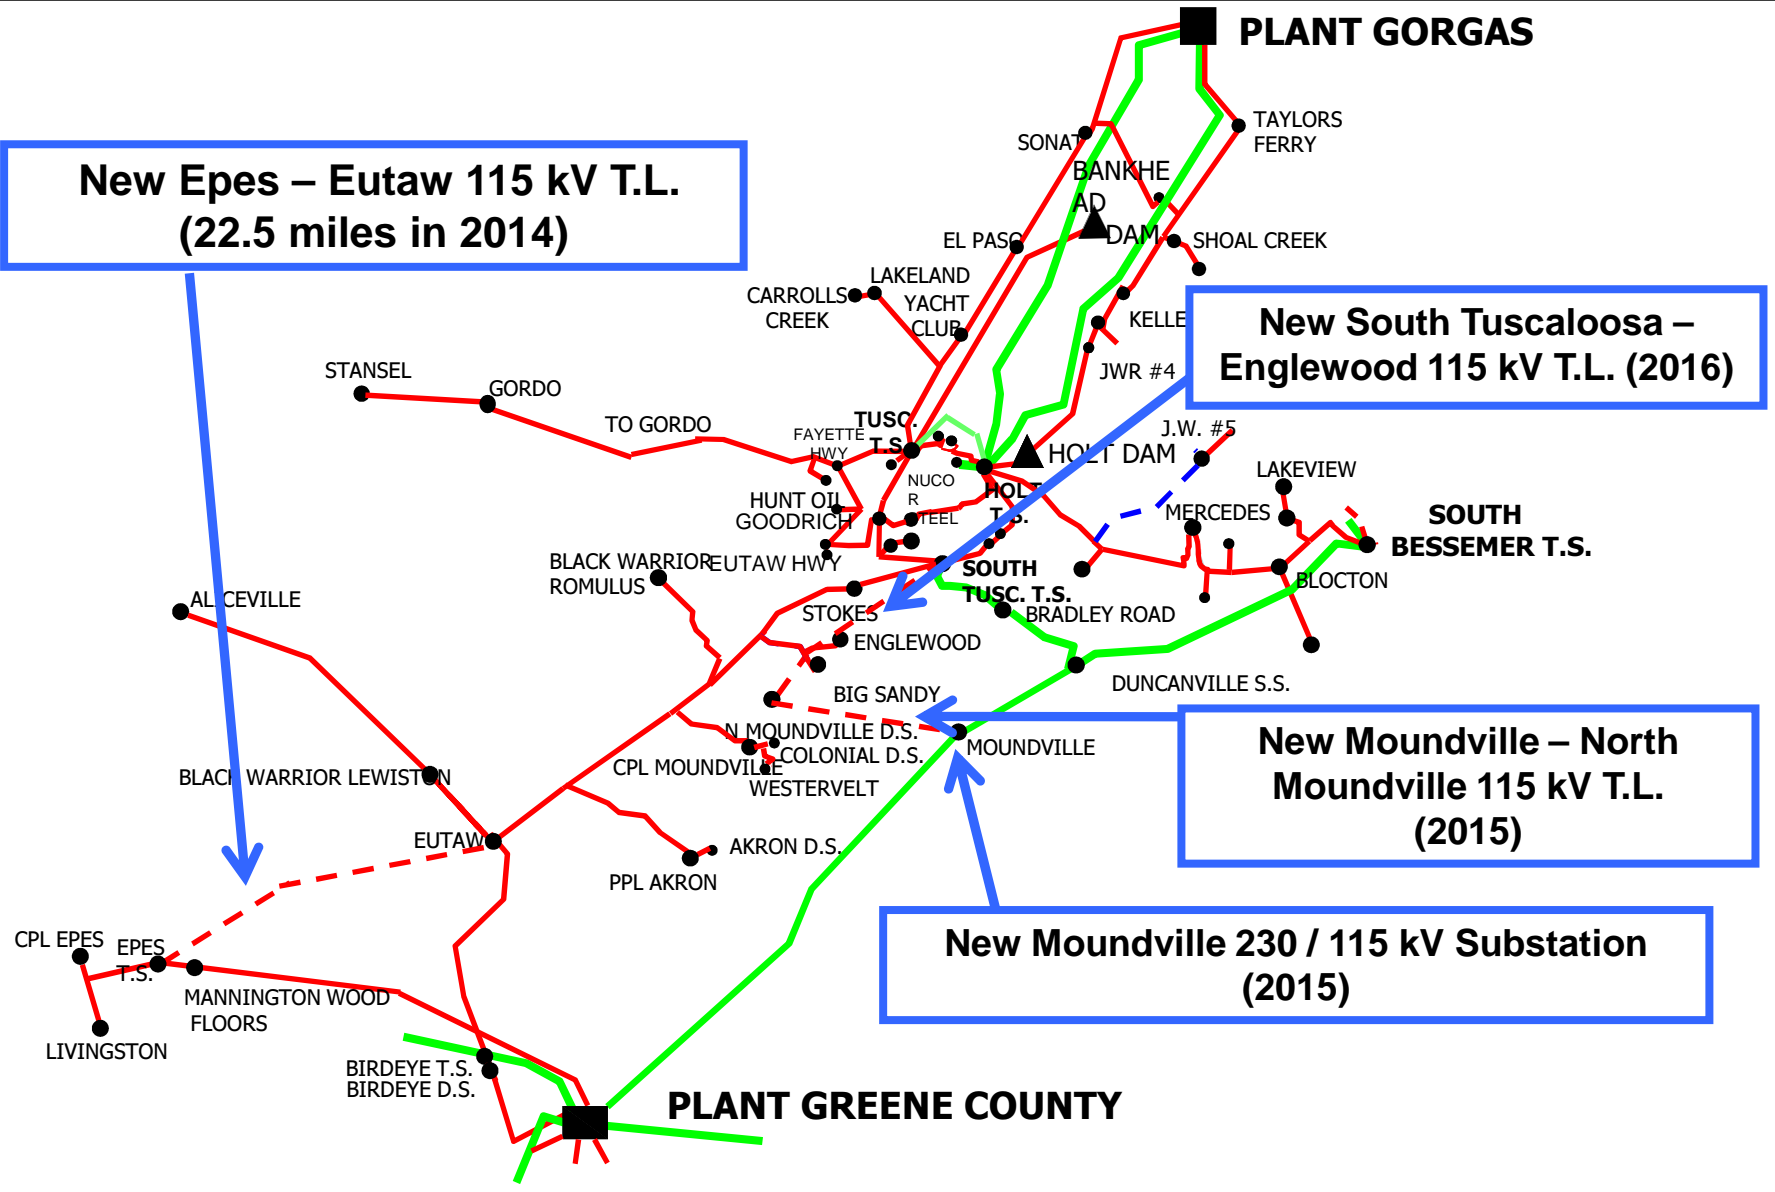 PLANT GORGAS
TAYLORS
FERRY
SONAT
BANKHE
AD
DAM
New Epes – Eutaw 115 kV T.L.
(22.5 miles in 2014)
EL PASO
SHOAL CREEK
LAKELAND
CARROLLS
CREEK
YACHT
CLUB
KELLE
New South Tuscaloosa –
Englewood 115 kV T.L. (2016)
STANSEL
GORDO
JWR #4
TO GORDO
TUSC.
T.S.
FAYETTE
HWY
J.W. #5
HOLT DAM
LAKEVIEW
NUCO
R
STEEL
HOLT
T.S.
HUNT OIL
GOODRICH
MERCEDES
SOUTH
BESSEMER T.S.
BLACK WARRIOR
ROMULUS
EUTAW HWY
SOUTH
TUSC. T.S.
BLOCTON
ALICEVILLE
STOKES
BRADLEY ROAD
ENGLEWOOD
DUNCANVILLE S.S.
BIG SANDY
N MOUNDVILLE D.S.
COLONIAL D.S.
MOUNDVILLE
CPL MOUNDVILLE
WESTERVELT
New Moundville – North
Moundville 115 kV T.L.
(2015)
BLACK WARRIOR LEWISTON
EUTAW
AKRON D.S.
PPL AKRON
New Moundville 230 / 115 kV Substation
(2015)
CPL EPES
EPES
T.S.
MANNINGTON WOOD
FLOORS
LIVINGSTON
BIRDEYE T.S.
BIRDEYE D.S.
PLANT GREENE COUNTY